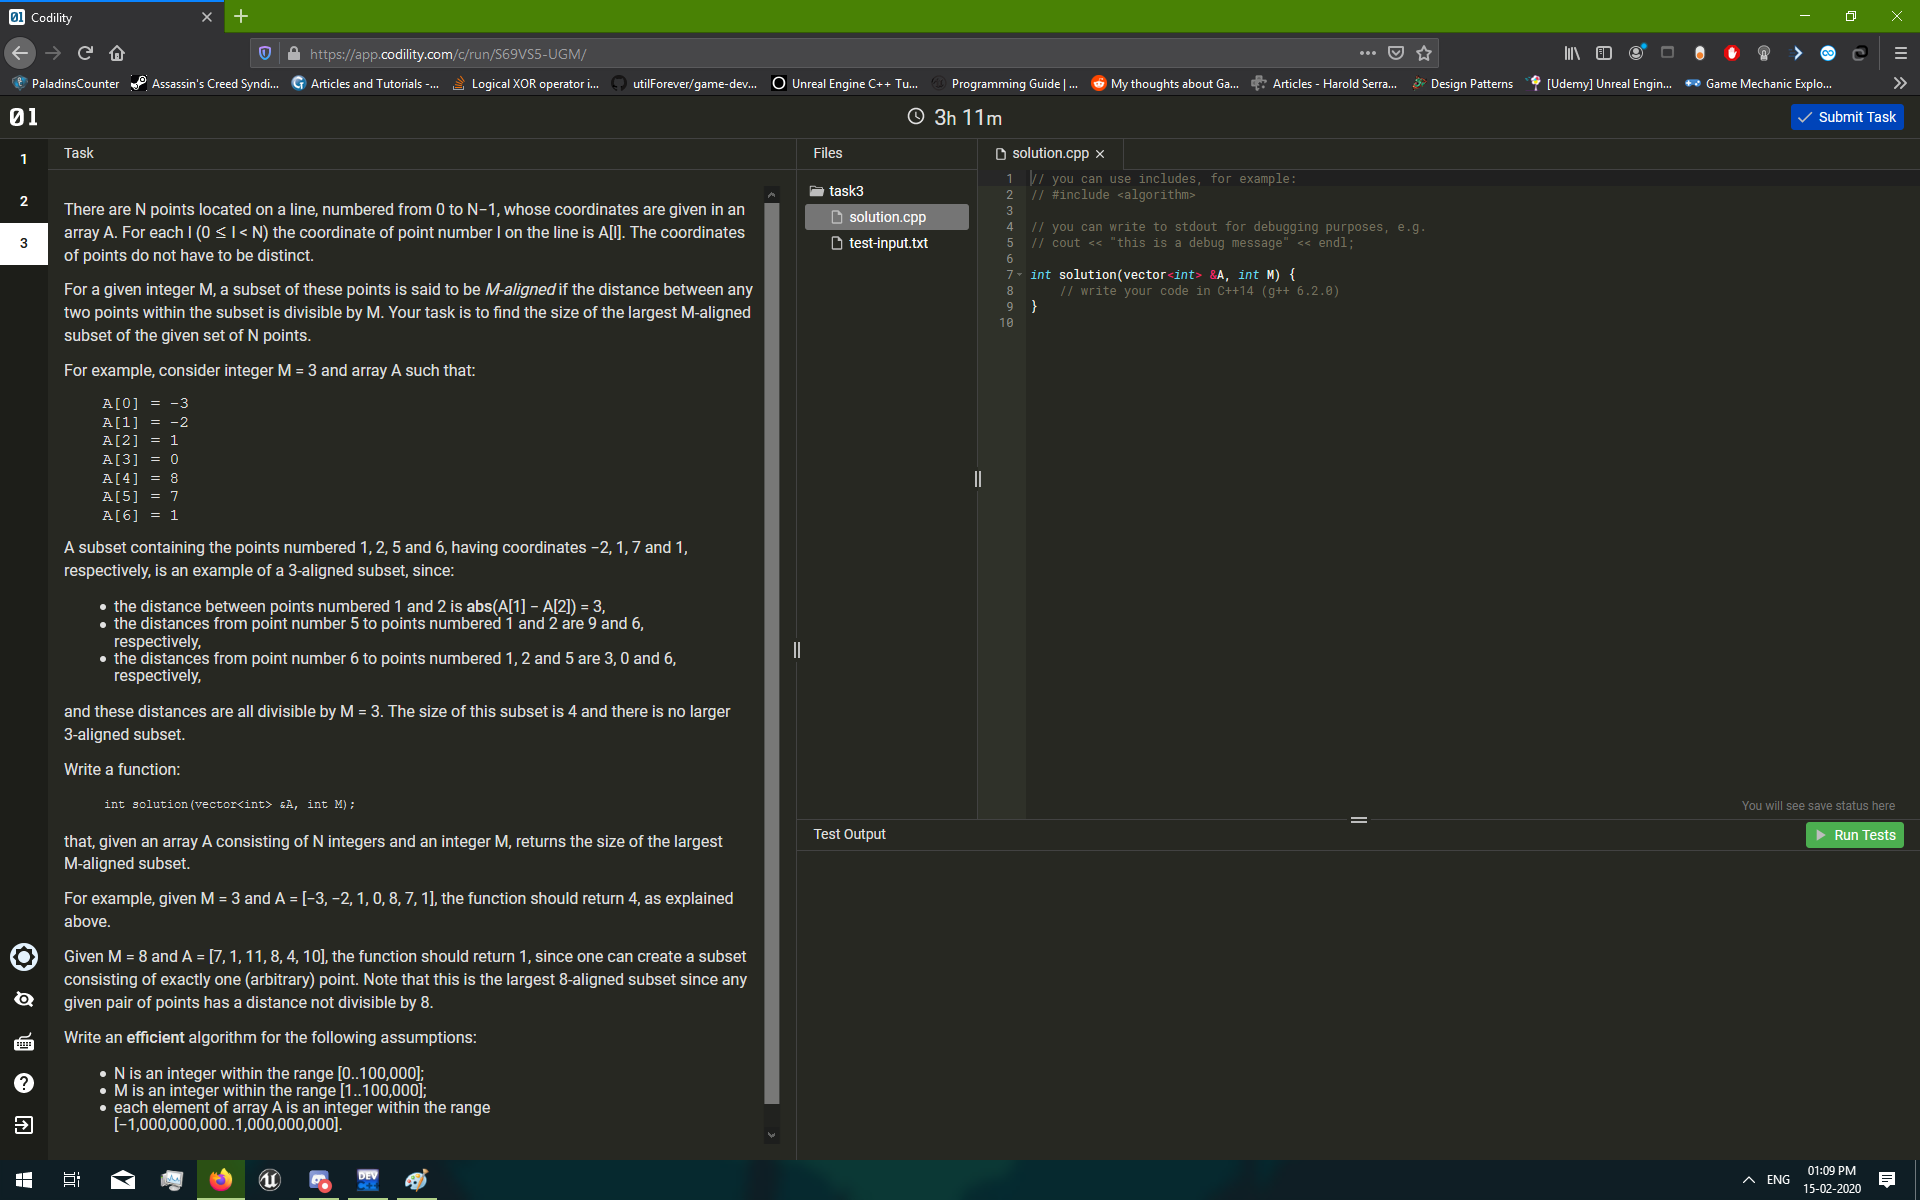 01 Codility
https://app.codility.com/c/run/S69VS5-UGM/
PaladinsCounter
Assassin's Creed Syndi...
Articles and Tutorials -...
Logical XOR operator i...
utilForever/game-dev...
Unreal Engine C++ Tu...
Programming Guide | ...
My thoughts about Ga...
Articles - Harold Serra...
Design Patterns
[Udemy] Unreal Engin...
Game Mechanic Explo...
01
3h 11m
Submit Task
1
2
3
Task
There are N points located on a line, numbered from 0 to N−1, whose coordinates are given in an
array A. For each I (0 ≤ I < N) the coordinate of point number I on the line is A[I]. The coordinates
of points do not have to be distinct.
For a given integer M, a subset of these points is said to be M-aligned if the distance between any
two points within the subset is divisible by M. Your task is to find the size of the largest M-aligned
subset of the given set of N points.
For example, consider integer M = 3 and array A such that:
A[0] = -3
A[1] = -2
A[2] = 1
A[3] = 0
A[4] = 8
A[5] = 7
A[6] = 1
A subset containing the points numbered 1, 2, 5 and 6, having coordinates −2, 1, 7 and 1,
respectively, is an example of a 3-aligned subset, since:
• the distance between points numbered 1 and 2 is abs(A[1] − A[2]) = 3,
• the distances from point number 5 to points numbered 1 and 2 are 9 and 6,
respectively,
• the distances from point number 6 to points numbered 1, 2 and 5 are 3, 0 and 6,
respectively,
and these distances are all divisible by M = 3. The size of this subset is 4 and there is no larger
3-aligned subset.
Write a function:
int solution(vector<int> &A, int M);
that, given an array A consisting of N integers and an integer M, returns the size of the largest
M-aligned subset.
For example, given M = 3 and A = [−3, −2, 1, 0, 8, 7, 1], the function should return 4, as explained
above.
Given M = 8 and A = [7, 1, 11, 8, 4, 10], the function should return 1, since one can create a subset
consisting of exactly one (arbitrary) point. Note that this is the largest 8-aligned subset since any
given pair of points has a distance not divisible by 8.
Write an efficient algorithm for the following assumptions:
• N is an integer within the range [0..100,000];
• M is an integer within the range [1..100,000];
• each element of array A is an integer within the range
[−1,000,000,000..1,000,000,000].
Files
task3
solution.cpp
test-input.txt
solution.cpp
1 // you can use includes, for example:
2 // #include <algorithm>
3
4 // you can write to stdout for debugging purposes, e.g.
5 // cout << "this is a debug message" << endl;
6
7 int solution(vector<int> &A, int M) {
8 // write your code in C++14 (g++ 6.2.0)
9 }
10
You will see save status here
Test Output
Run Tests
DEV
ENG
01:09 PM
15-02-2020